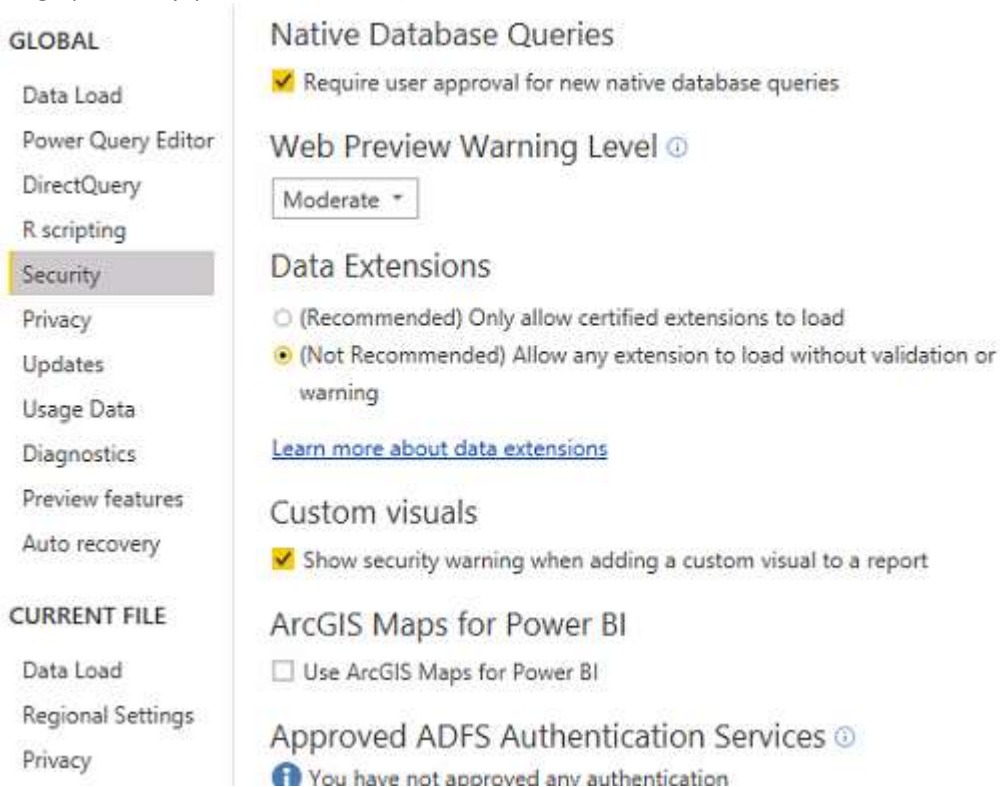 GLOBAL
Data Load
Power Query Editor
DirectQuery
R scripting
Security
Privacy
Updates
Usage Data
Diagnostics
Preview features
Auto recovery
CURRENT FILE
Data Load
Regional Settings
Privacy
Native Database Queries
Require user approval for new native database queries
Web Preview Warning Level
Moderate
Data Extensions
(Recommended) Only allow certified extensions to load
(Not Recommended) Allow any extension to load without validation or
warning
Learn more about data extensions
Custom visuals
Show security warning when adding a custom visual to a report
ArcGIS Maps for Power BI
Use ArcGIS Maps for Power BI
Approved ADFS Authentication Services
You have not approved any authentication